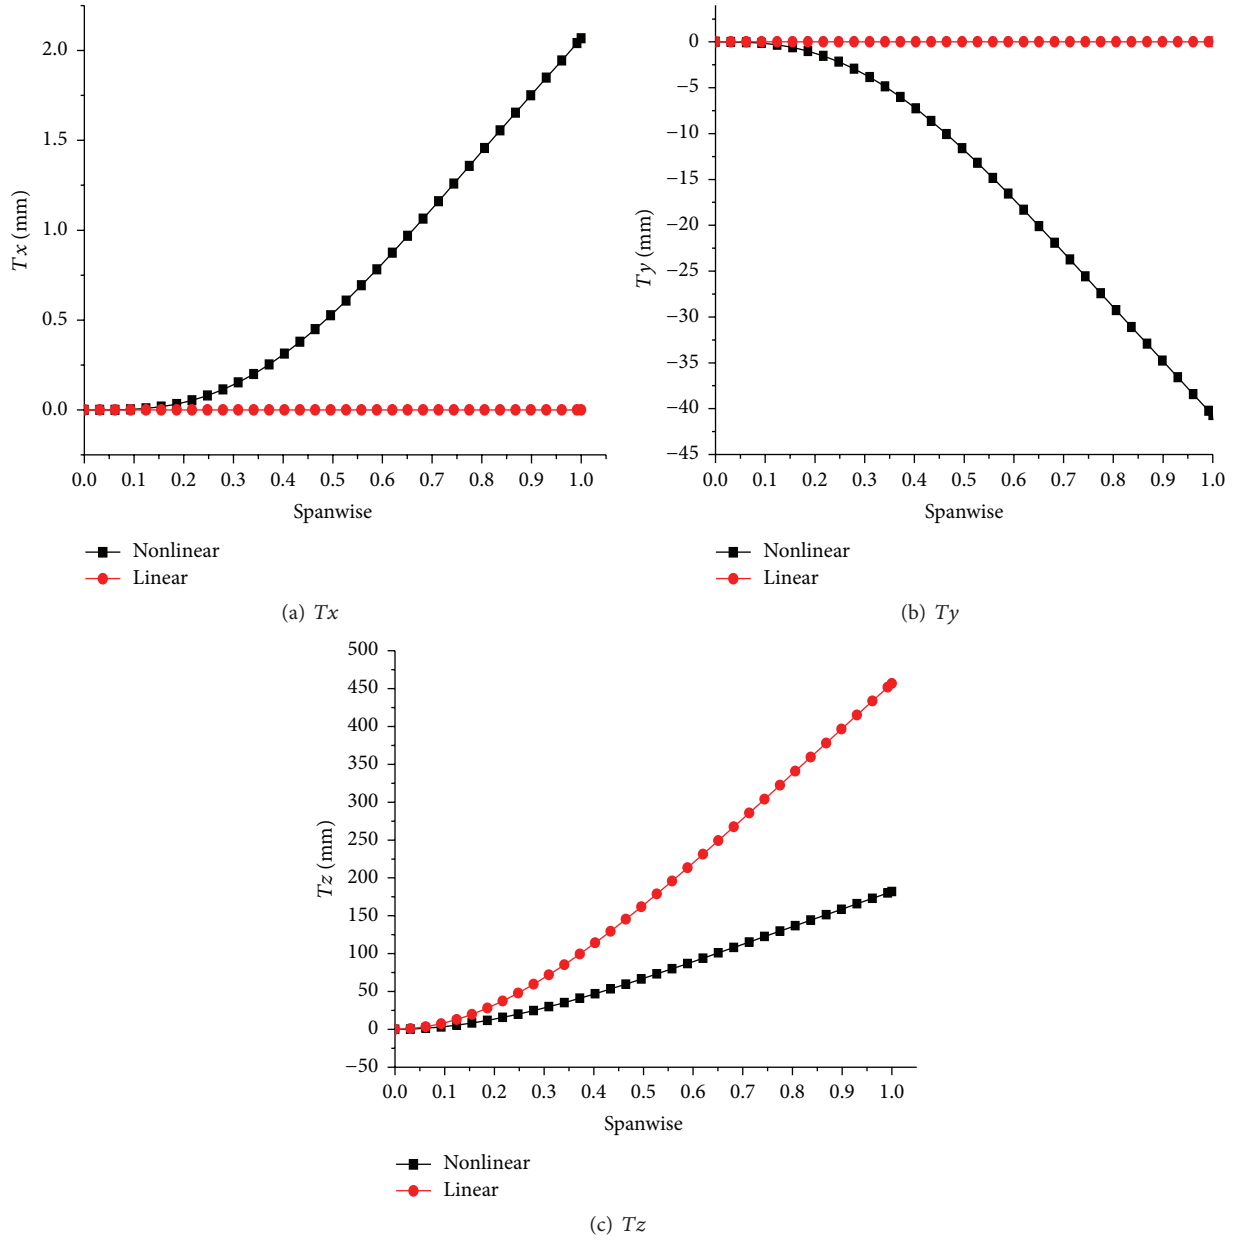 2.0
1.5
1.0
0.5
0.0
Tx (mm)
0.0 0.1 0.2 0.3 0.4 0.5 0.6 0.7 0.8 0.9 1.0
Spanwise
Nonlinear
Linear
(a) Tx
0
−5
−10
−15
−20
−25
−30
−35
−40
−45
Ty (mm)
0.0 0.1 0.2 0.3 0.4 0.5 0.6 0.7 0.8 0.9 1.0
Spanwise
Nonlinear
Linear
(b) Ty
500
450
400
350
300
250
200
150
100
50
0
−50
Tz (mm)
0.0 0.1 0.2 0.3 0.4 0.5 0.6 0.7 0.8 0.9 1.0
Spanwise
Nonlinear
Linear
(c) Tz